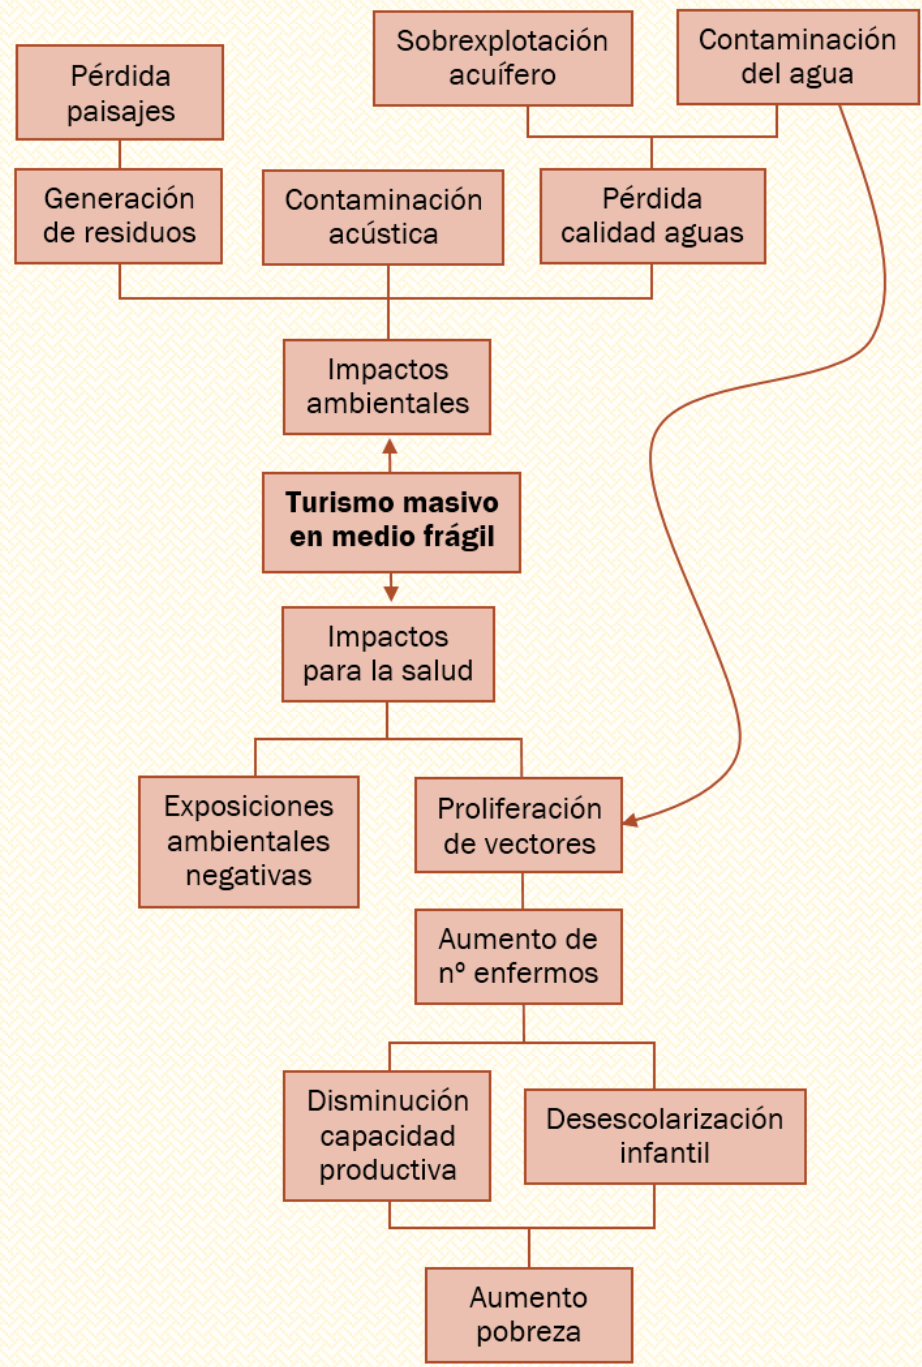 Pérdida
paisajes
Sobrexplotación
acuífero
Contaminación
del agua
Generación
de residuos
Contaminación
acústica
Pérdida
calidad aguas
Impactos
ambientales
Turismo masivo
en medio frágil
Impactos
para la salud
Exposiciones
ambientales
negativas
Proliferación
de vectores
Aumento de
nº enfermos
Disminución
capacidad
productiva
Desescolarización
infantil
Aumento
pobreza